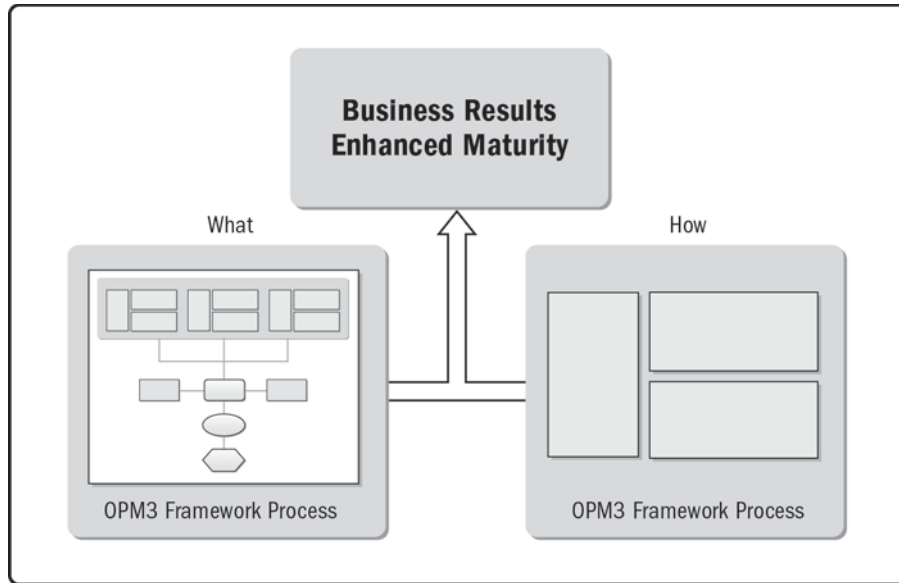 Business Results
Enhanced Maturity
What
How
OPM3 Framework Process
OPM3 Framework Process